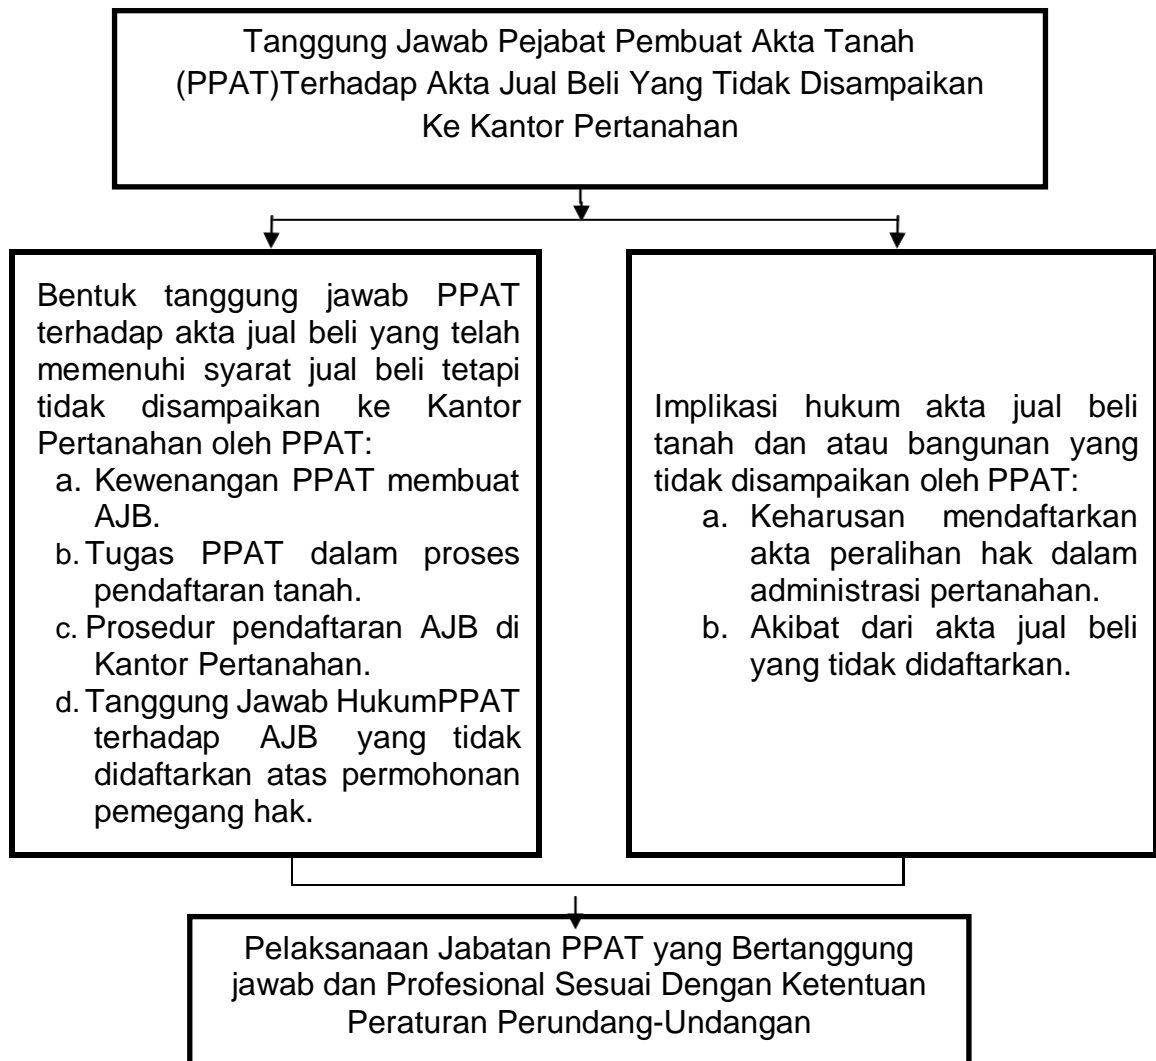 Tanggung Jawab Pejabat Pembuat Akta Tanah
(PPAT)Terhadap Akta Jual Beli Yang Tidak Disampaikan
Ke Kantor Pertanahan
Bentuk tanggung jawab PPAT
terhadap akta jual beli yang telah
memenuhi syarat jual beli tetapi
tidak disampaikan ke Kantor
Pertanahan oleh PPAT:
a. Kewenangan PPAT membuat
AJB.
b. Tugas PPAT dalam proses
pendaftaran tanah.
c. Prosedur pendaftaran AJB di
Kantor Pertanahan.
d. Tanggung Jawab HukumPPAT
terhadap AJB yang tidak
didaftarkan atas permohonan
pemegang hak.
Implikasi hukum akta jual beli
tanah dan atau bangunan yang
tidak disampaikan oleh PPAT:
a. Keharusan mendaftarkan
akta peralihan hak dalam
administrasi pertanahan.
b. Akibat dari akta jual beli
yang tidak didaftarkan.
Pelaksanaan Jabatan PPAT yang Bertanggung
jawab dan Profesional Sesuai Dengan Ketentuan
Peraturan Perundang-Undangan